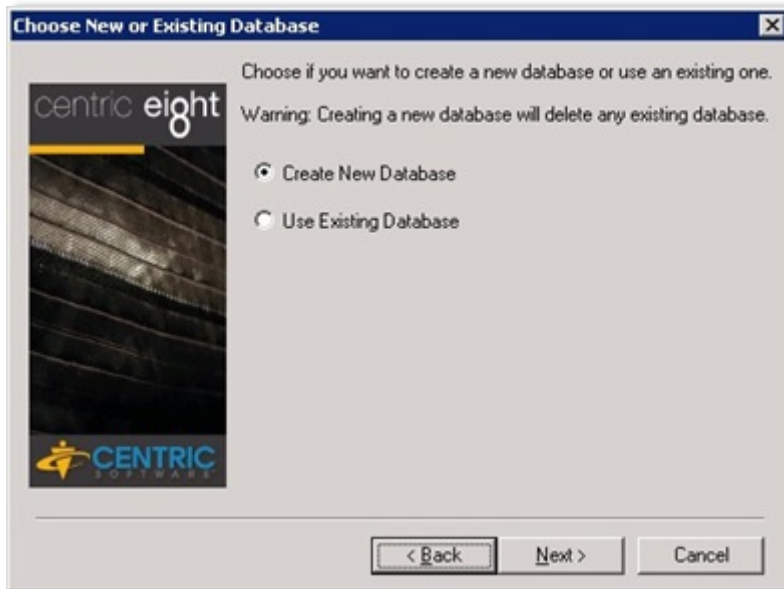 Choose New or Existing Database
Choose if you want to create a new database or use an existing one.
centric eight
Warning: Creating a new database will delete any existing database.
Create New Database
Use Existing Database
CENTRIC
SOFTWARE
< Back
Next >
Cancel